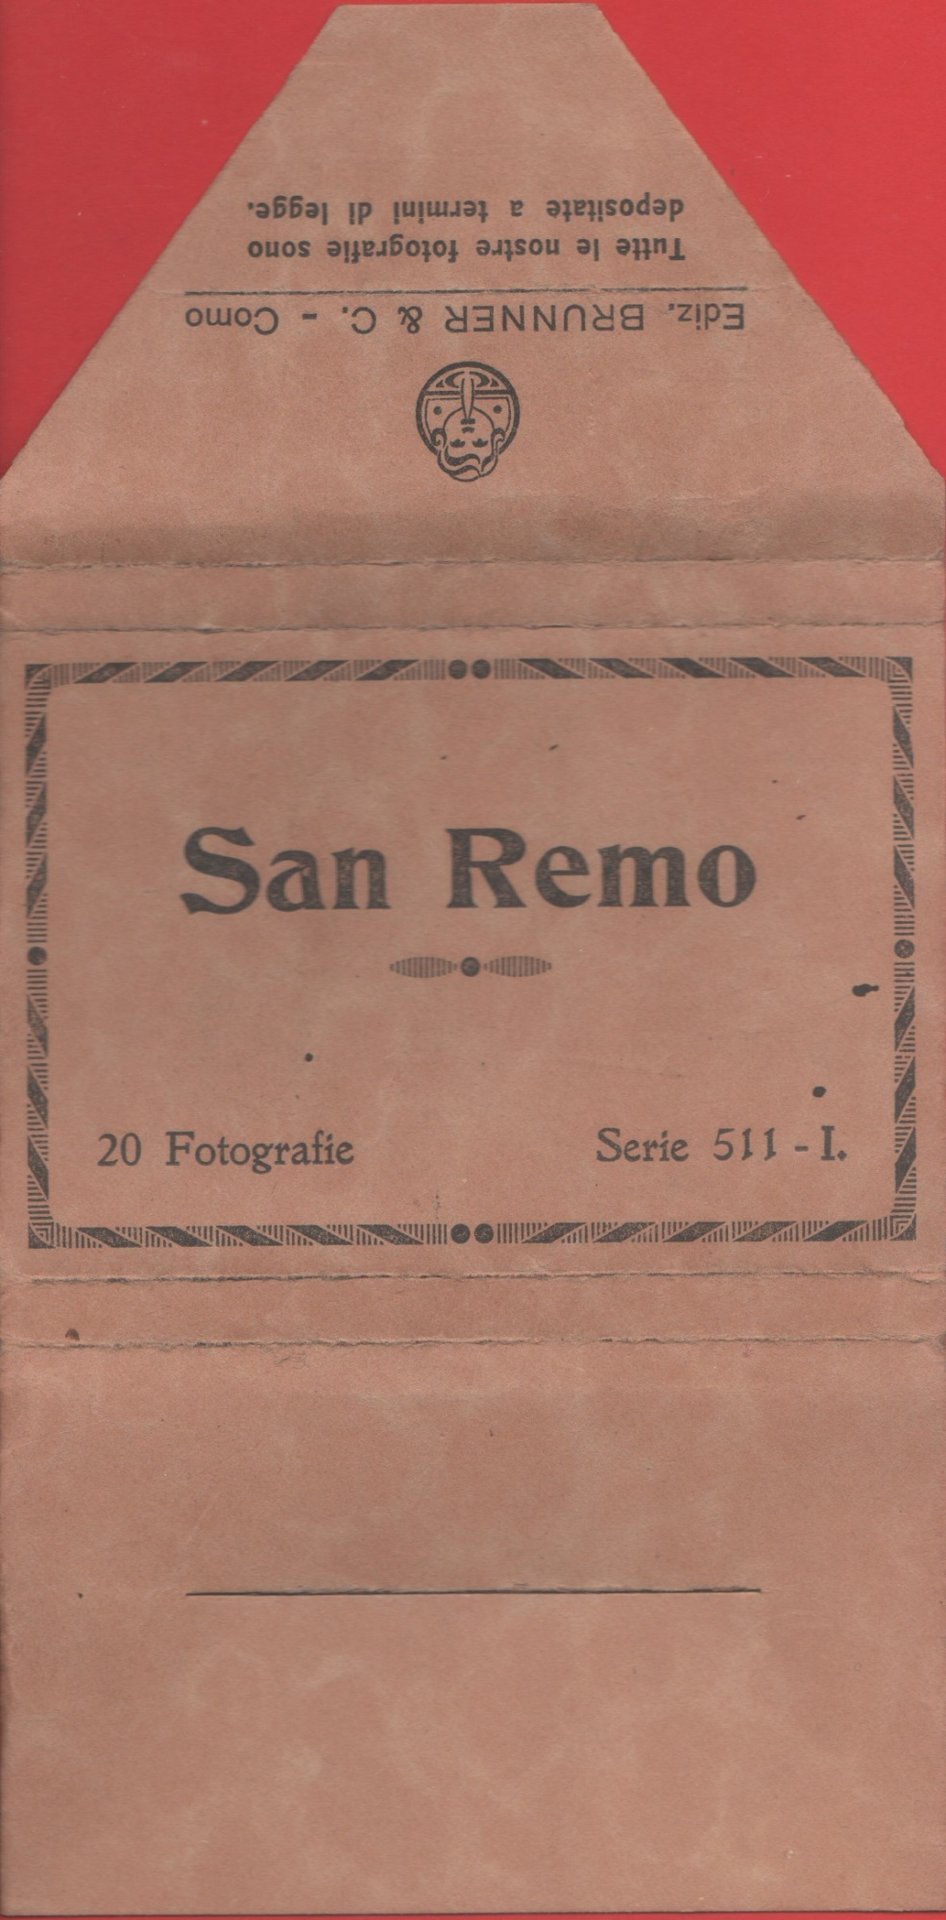 Ediz. BRUNNER & C. - Como
Tutte le nostre fotografie sono
depositate a termini di legge.
San Remo
20 Fotografie
Serie 511 - I.